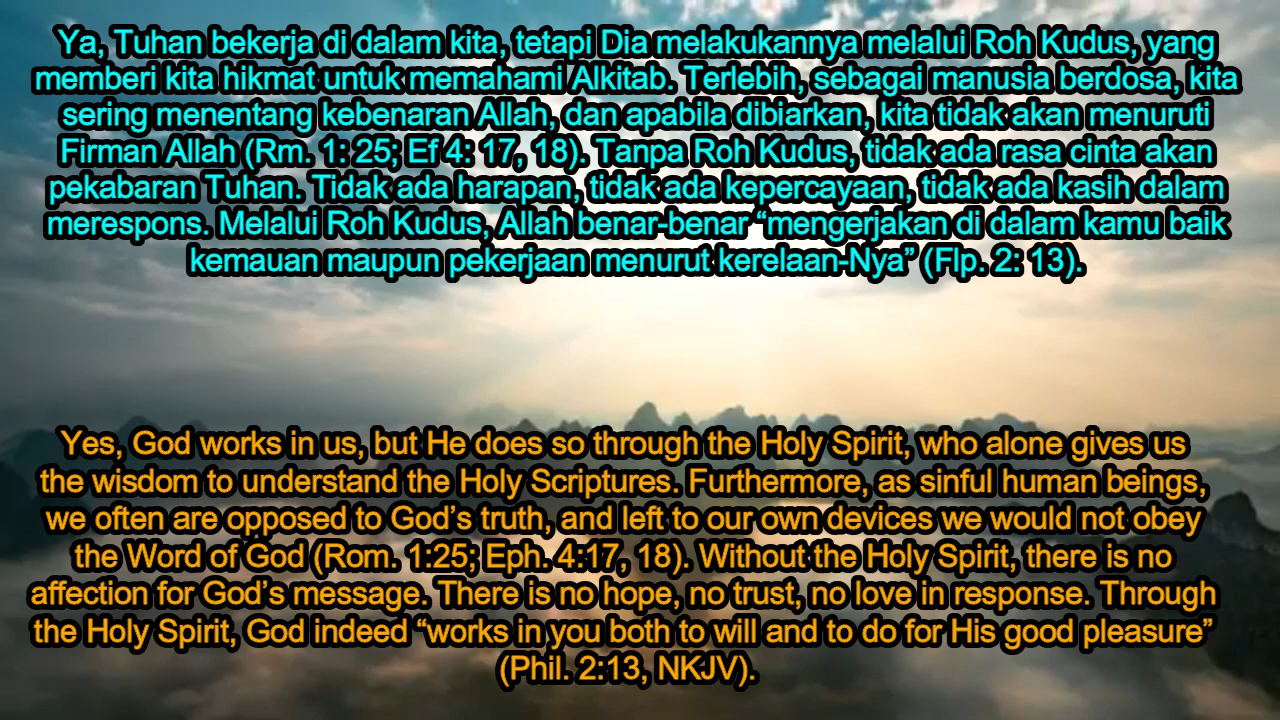 Ya, Tuhan bekerja di dalam kita, tetapi Dia melakukannya melalui Roh Kudus, yang
memberi kita hikmat untuk memahami Alkitab. Terlebih, sebagai manusia berdosa, kita
sering menentang kebenaran Allah, dan apabila dibiarkan, kita tidak akan menuruti
Firman Allah (Rm. 1: 25; Ef 4: 17, 18). Tanpa Roh Kudus, tidak ada rasa cinta akan
pekabaran Tuhan. Tidak ada harapan, tidak ada kepercayaan, tidak ada kasih dalam
merespons. Melalui Roh Kudus, Allah benar-benar “mengerjakan di dalam kamu baik
kemauan maupun pekerjaan menurut kerelaan-Nya” (Flp. 2: 13).
Yes, God works in us, but He does so through the Holy Spirit, who alone gives us
the wisdom to understand the Holy Scriptures. Furthermore, as sinful human beings,
we often are opposed to God’s truth, and left to our own devices we would not obey
the Word of God (Rom. 1:25; Eph. 4:17, 18). Without the Holy Spirit, there is no
affection for God’s message. There is no hope, no trust, no love in response. Through
the Holy Spirit, God indeed “works in you both to will and to do for His good pleasure”
(Phil. 2:13, NKJV).